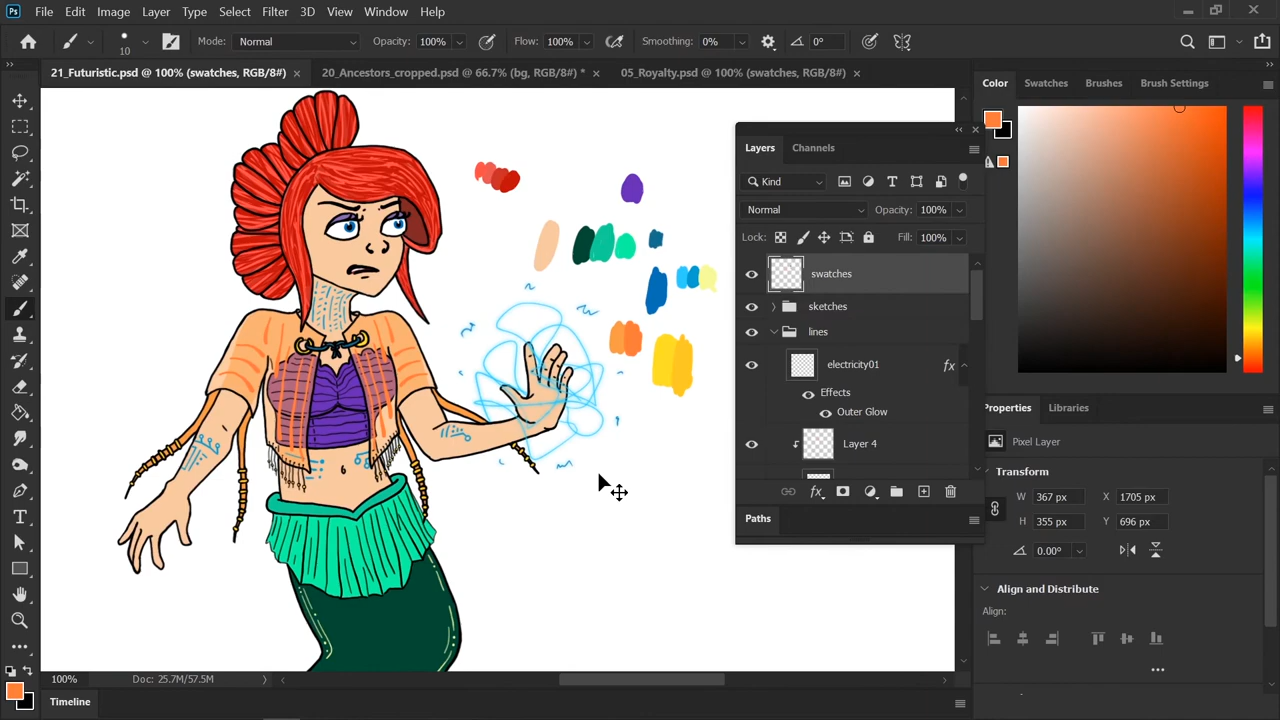 Ps File Edit Image Layer Type Select Filter 3D View Window Help
10 Mode: Normal Opacity: 100% Flow: 100% Smoothing: 0% 0°
21_Futuristic.psd @ 100% (swatches, RGB/8#) × 20_Ancestors_cropped.psd @ 66.7% (bg, RGB/8#) * × 05_Royalty.psd @ 100% (swatches, RGB/8#) ×
Color Swatches Brushes Brush Settings
Layers Channels
Kind
Normal Opacity: 100%
Lock: Fill: 100%
swatches
sketches
lines
electricity01 fx
Effects
Outer Glow
Layer 4
fx
Paths
Properties Libraries
Pixel Layer
Transform
W 367 px X 1705 px
H 355 px Y 696 px
0.00°
Align and Distribute
Align:
100% Doc: 25.7M/57.5M
Timeline